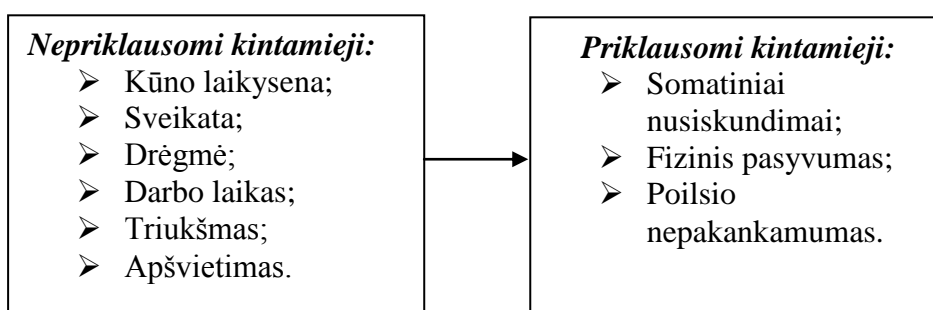 Nepriklausomi kintamieji:
➢ Kūno laikysena;
➢ Sveikata;
➢ Drėgmė;
➢ Darbo laikas;
➢ Triukšmas;
➢ Apšvietimas.
Priklausomi kintamieji:
➢ Somatiniai
nusiskundimai;
➢ Fizinis pasyvumas;
➢ Poilsio
nepakankamumas.